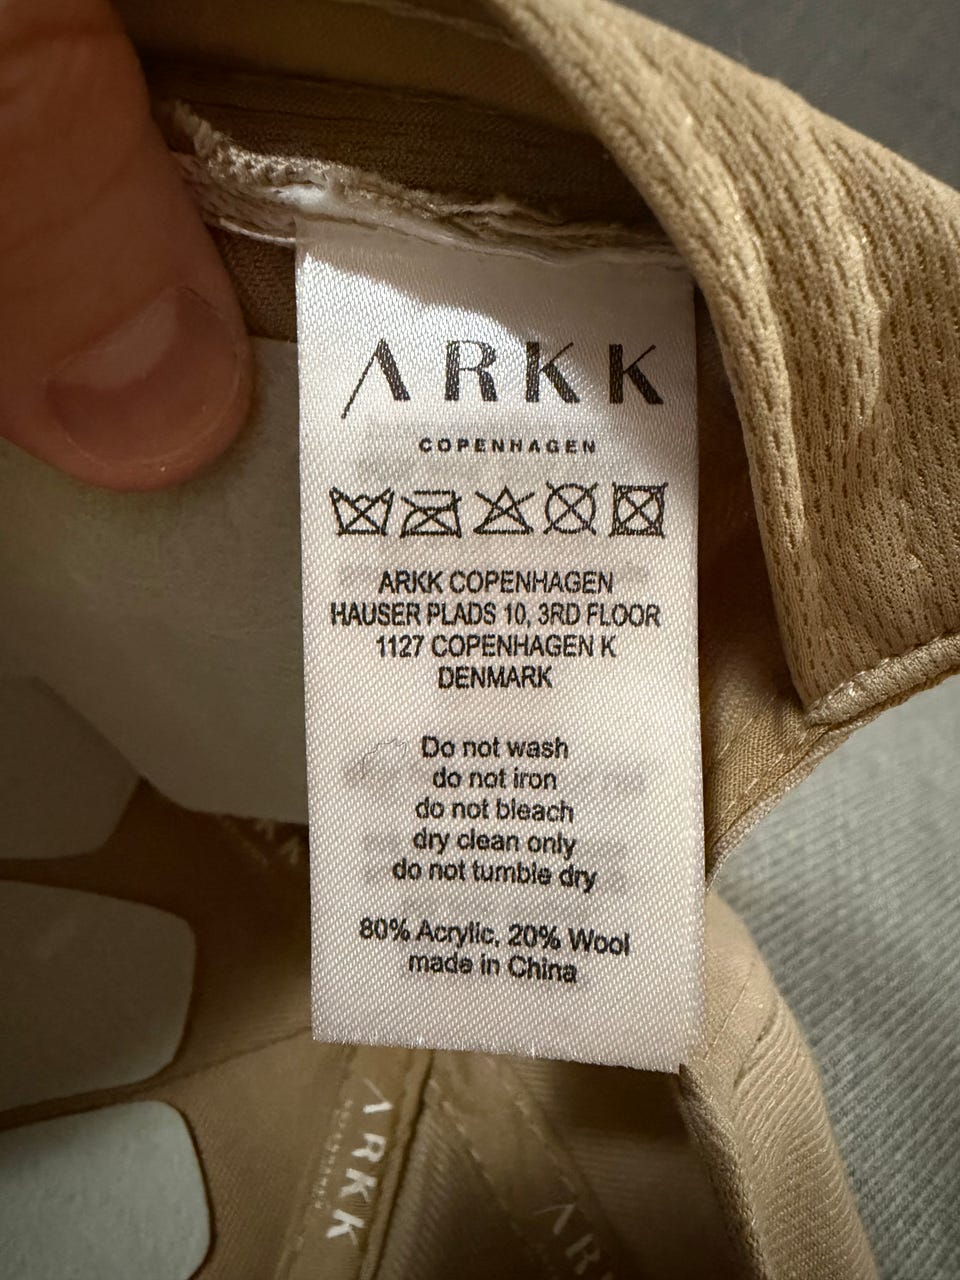 ARKK
COPENHAGEN
ARKK COPENHAGEN
HAUSER PLADS 10, 3RD FLOOR
1127 COPENHAGEN K
DENMARK
Do not wash
do not iron
do not bleach
dry clean only
do not tumble dry
80% Acrylic, 20% Wool
made in China
ARKK